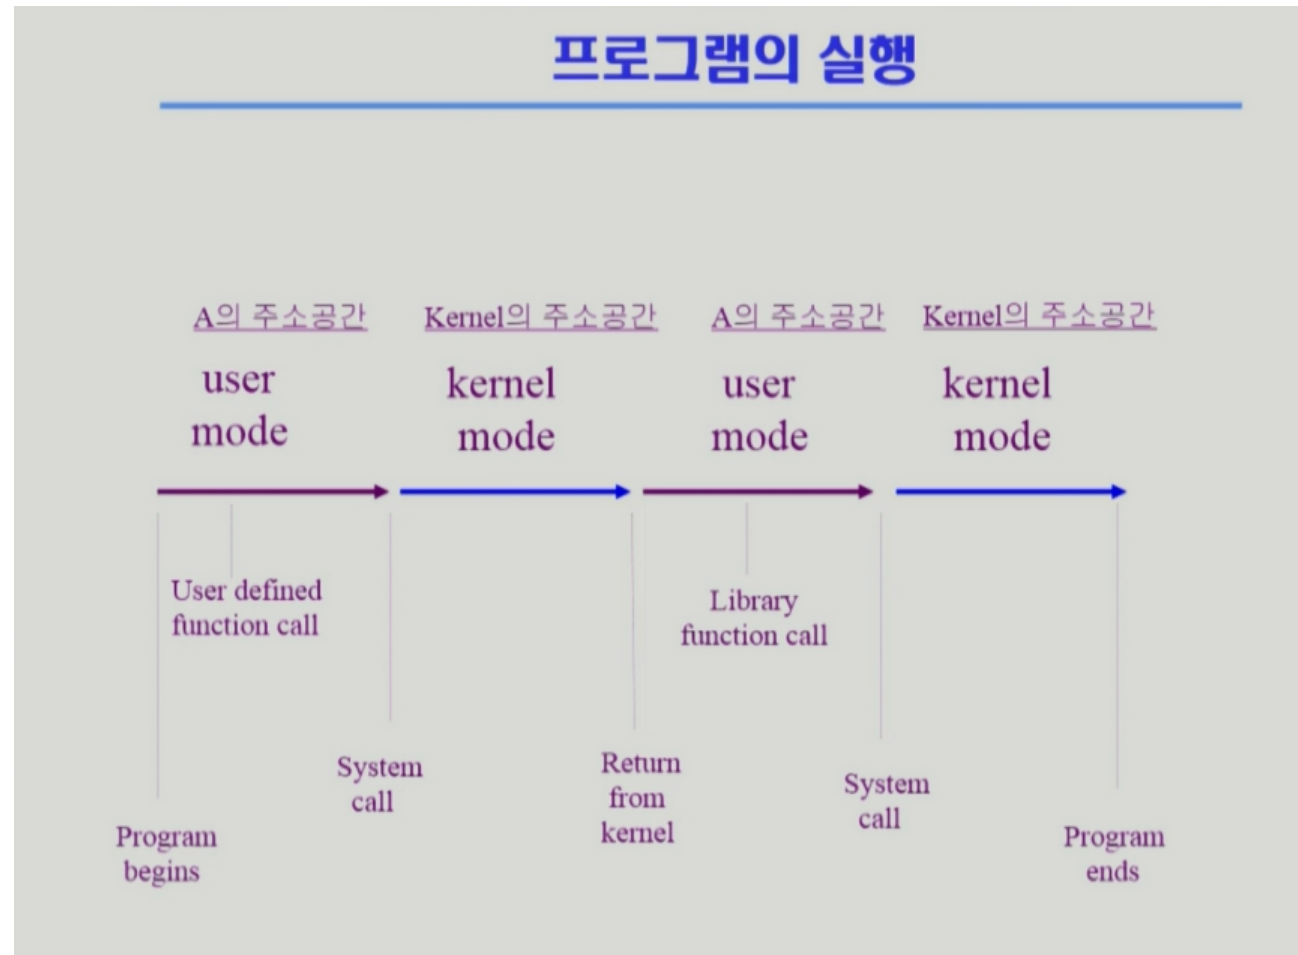 프로그램의 실행
A의 주소공간
Kernel의 주소공간
A의 주소공간
Kernel의 주소공간
user
mode
kernel
mode
user
mode
kernel
mode
User defined
function call
Library
function call
System
call
Return
from
kernel
System
call
Program
begins
Program
ends